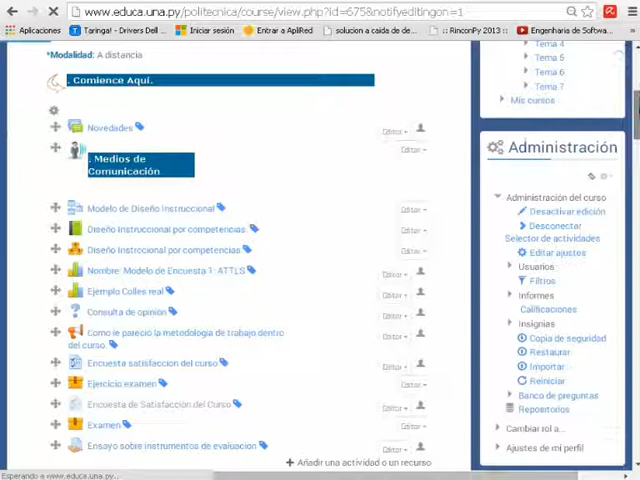 www.educa.una.py/politecnica/course/view.php?id=675&notifyeditingon=1
Aplicaciones
Taringa! - Drivers Dell ...
Iniciar sesión
Entrar a ApliRed
solucion a caida de de...
.:: RinconPy 2013 ::.
Engenharia de Softwa...
*Modalidad: A distancia
. Comience Aquí.
Novedades
Editar
. Medios de
Comunicación
Editar
Modelo de Diseño Instruccional
Editar
Diseño Instruccional por competencias.
Editar
Diseño Instrccional por competencias
Editar
Nombre: Modelo de Encuesta 1: ATTLS
Editar
Ejemplo Colles real
Editar
Consulta de opinión
Editar
Como le pareció la metodología de trabajo dentro
del curso.
Editar
Encuesta satisfaccion del curso
Editar
Ejercicio examen
Editar
Encuesta de Satisfacción del Curso
Editar
Examen
Editar
Ensayo sobre instrumentos de evaluacion
Editar
Añadir una actividad o un recurso
Tema 4
Tema 5
Tema 6
Tema 7
Mis cursos
Administración
Administración del curso
Desactivar edición
Desconectar
Selector de actividades
Editar ajustes
Usuarios
Filtros
Informes
Calificaciones
Insignias
Copia de seguridad
Restaurar
Importar
Reiniciar
Banco de preguntas
Repositorios
Cambiar rol a...
Ajustes de mi perfil
Esperando a www.educa.una.py...